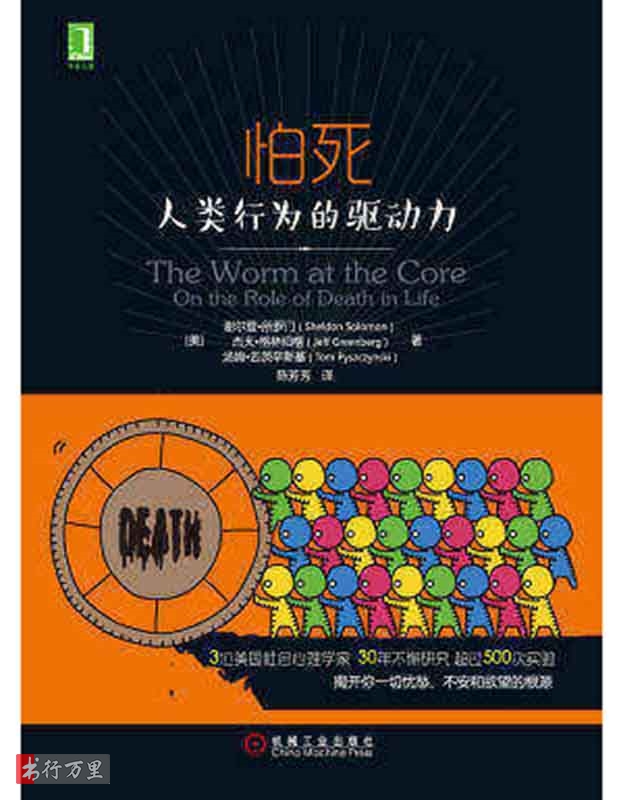 怕死
人类行为的驱动力
The Worm at the Core
On the Role of Death in Life
谢尔登·所罗门(Sheldon Solomon)
[美] 杰夫·格林伯格(Jeff Greenberg) 著
汤姆·匹茨辛斯基(Tom Pyszczynski)
陈芳芳 译
DEATH
3位美国社会心理学家 30年不懈研究 超过500次实验
揭开你一切忧愁、不安和欲望的根源
机械工业出版社
China Machine Press
书行万里